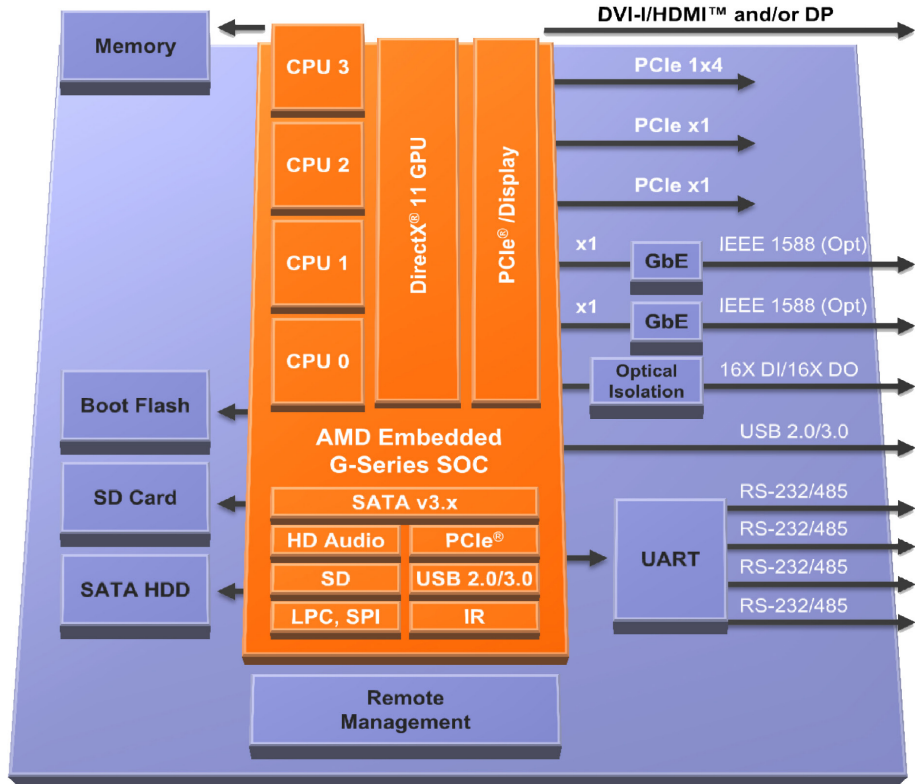 DVI-I/HDMI™ and/or DP
Memory
CPU 3
PCIe 1x4
CPU 2
PCIe x1
DirectX® 11 GPU
PCIe® /Display
PCIe x1
CPU 1
x1
GbE
IEEE 1588 (Opt)
x1
GbE
IEEE 1588 (Opt)
CPU 0
Optical
Isolation
16X DI/16X DO
Boot Flash
AMD Embedded
G-Series SOC
USB 2.0/3.0
SD Card
SATA v3.x
HD Audio
PCIe®
SD
USB 2.0/3.0
LPC, SPI
IR
SATA HDD
UART
RS-232/485
RS-232/485
RS-232/485
RS-232/485
Remote
Management